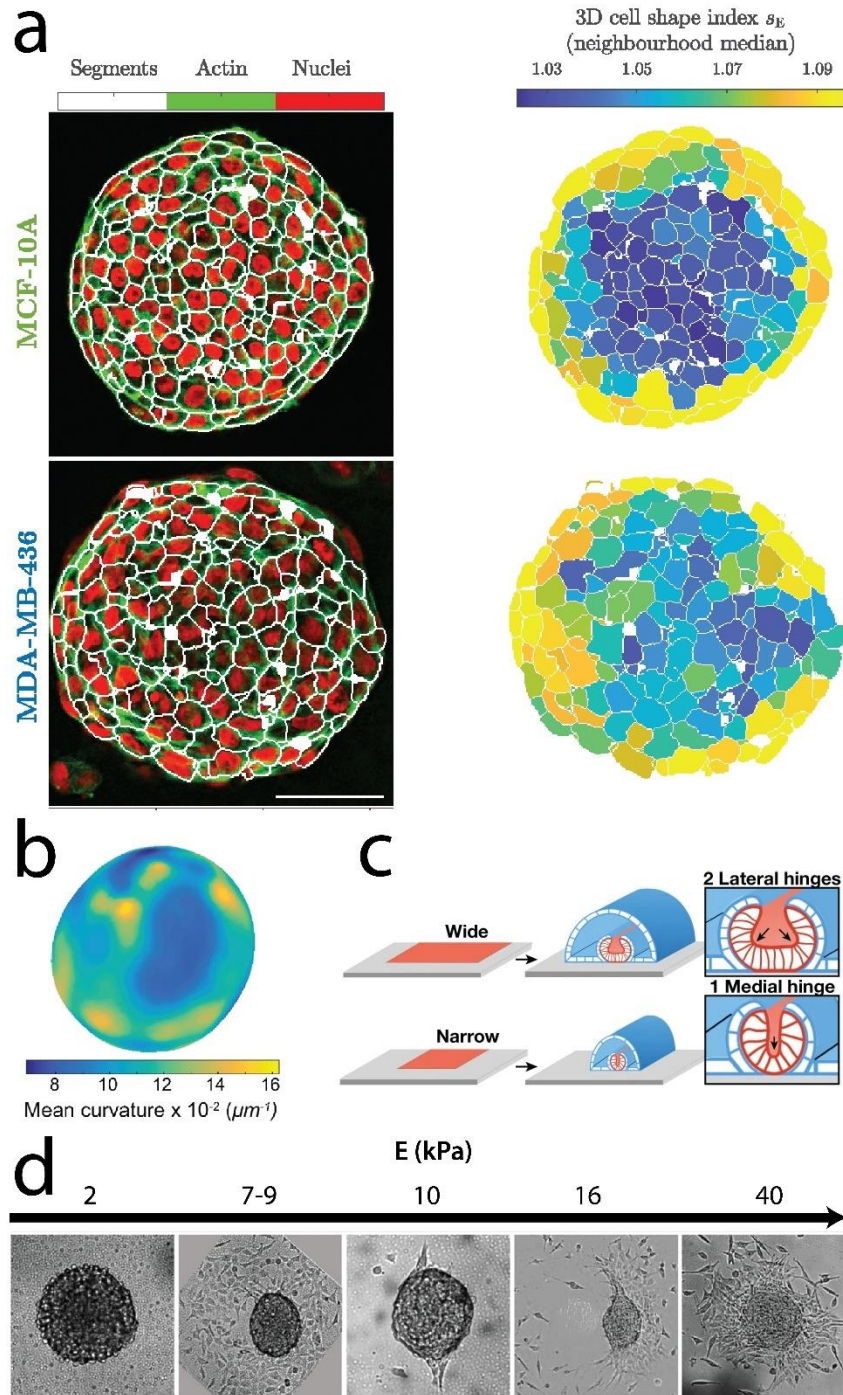 a
Segments Actin Nuclei
3D cell shape index sE
(neighbourhood median)
1.03 1.05 1.07 1.09
MCF-10A
MDA-MB-436
b
8 10 12 14 16
Mean curvature x 10-2 (μm-1)
c
Wide
2 Lateral hinges
1 Medial hinge
Narrow
d
E (kPa)
2 7-9 10 16 40